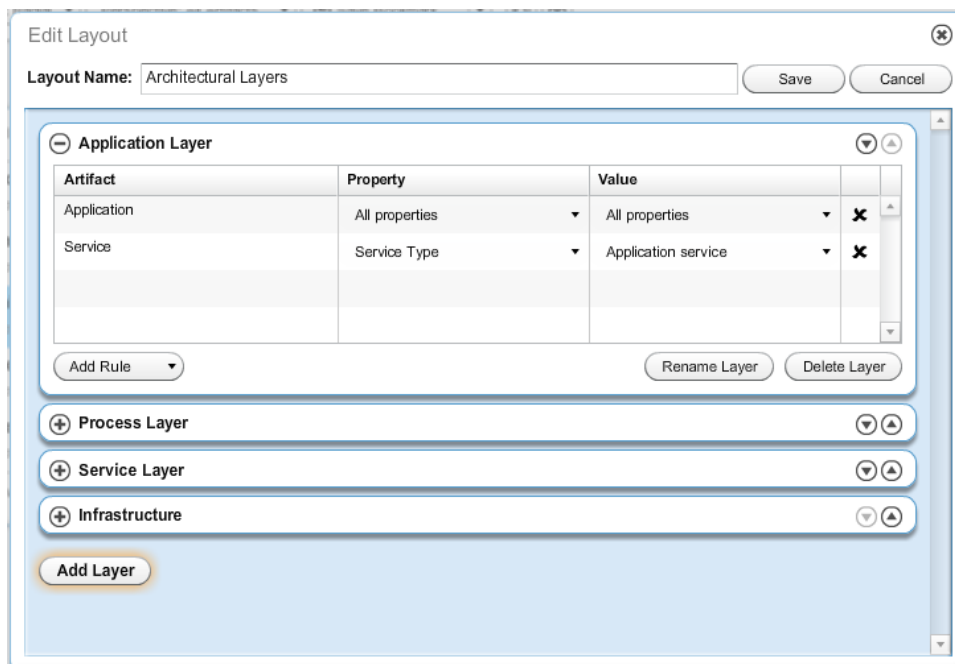 Edit Layout
Layout Name: Architectural Layers Save Cancel
Application Layer
Artifact Property Value
Application All properties All properties
Service Service Type Application service
Add Rule Rename Layer Delete Layer
Process Layer
Service Layer
Infrastructure
Add Layer